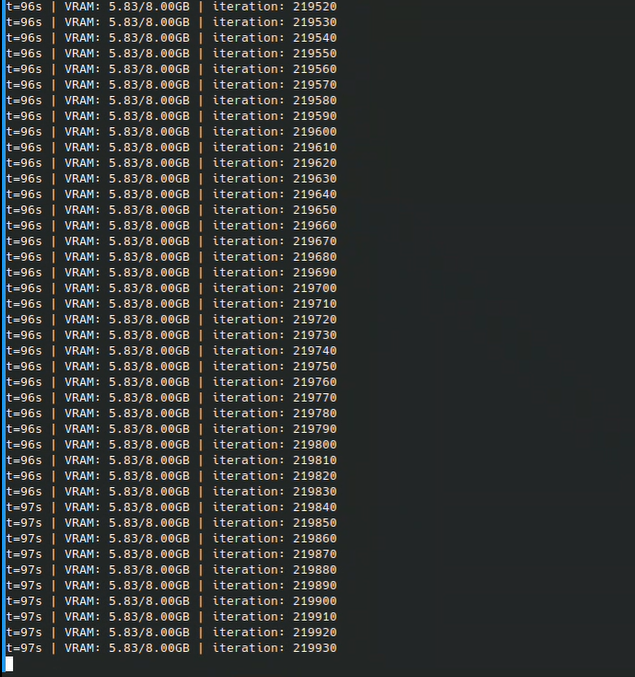 t=96s | VRAM: 5.83/8.00GB | iteration: 219520
t=96s | VRAM: 5.83/8.00GB | iteration: 219530
t=96s | VRAM: 5.83/8.00GB | iteration: 219540
t=96s | VRAM: 5.83/8.00GB | iteration: 219550
t=96s | VRAM: 5.83/8.00GB | iteration: 219560
t=96s | VRAM: 5.83/8.00GB | iteration: 219570
t=96s | VRAM: 5.83/8.00GB | iteration: 219580
t=96s | VRAM: 5.83/8.00GB | iteration: 219590
t=96s | VRAM: 5.83/8.00GB | iteration: 219600
t=96s | VRAM: 5.83/8.00GB | iteration: 219610
t=96s | VRAM: 5.83/8.00GB | iteration: 219620
t=96s | VRAM: 5.83/8.00GB | iteration: 219630
t=96s | VRAM: 5.83/8.00GB | iteration: 219640
t=96s | VRAM: 5.83/8.00GB | iteration: 219650
t=96s | VRAM: 5.83/8.00GB | iteration: 219660
t=96s | VRAM: 5.83/8.00GB | iteration: 219670
t=96s | VRAM: 5.83/8.00GB | iteration: 219680
t=96s | VRAM: 5.83/8.00GB | iteration: 219690
t=96s | VRAM: 5.83/8.00GB | iteration: 219700
t=96s | VRAM: 5.83/8.00GB | iteration: 219710
t=96s | VRAM: 5.83/8.00GB | iteration: 219720
t=96s | VRAM: 5.83/8.00GB | iteration: 219730
t=96s | VRAM: 5.83/8.00GB | iteration: 219740
t=96s | VRAM: 5.83/8.00GB | iteration: 219750
t=96s | VRAM: 5.83/8.00GB | iteration: 219760
t=96s | VRAM: 5.83/8.00GB | iteration: 219770
t=96s | VRAM: 5.83/8.00GB | iteration: 219780
t=96s | VRAM: 5.83/8.00GB | iteration: 219790
t=96s | VRAM: 5.83/8.00GB | iteration: 219800
t=96s | VRAM: 5.83/8.00GB | iteration: 219810
t=96s | VRAM: 5.83/8.00GB | iteration: 219820
t=96s | VRAM: 5.83/8.00GB | iteration: 219830
t=97s | VRAM: 5.83/8.00GB | iteration: 219840
t=97s | VRAM: 5.83/8.00GB | iteration: 219850
t=97s | VRAM: 5.83/8.00GB | iteration: 219860
t=97s | VRAM: 5.83/8.00GB | iteration: 219870
t=97s | VRAM: 5.83/8.00GB | iteration: 219880
t=97s | VRAM: 5.83/8.00GB | iteration: 219890
t=97s | VRAM: 5.83/8.00GB | iteration: 219900
t=97s | VRAM: 5.83/8.00GB | iteration: 219910
t=97s | VRAM: 5.83/8.00GB | iteration: 219920
t=97s | VRAM: 5.83/8.00GB | iteration: 219930